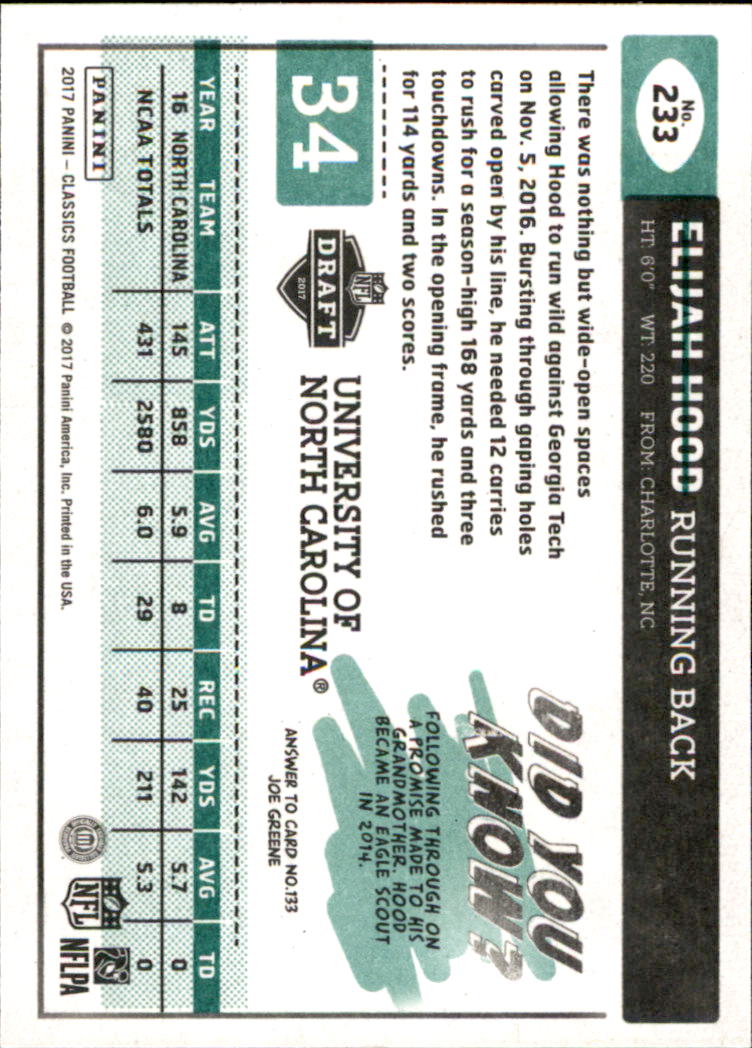 No.
233
ELIJAH HOOD RUNNING BACK
HT: 6'0" WT: 220 FROM: CHARLOTTE, NC
There was nothing but wide-open spaces
allowing Hood to run wild against Georgia Tech
on Nov. 5, 2016. Bursting through gaping holes
carved open by his line, he needed 12 carries
to rush for a season-high 168 yards and three
touchdowns. In the opening frame, he rushed
for 114 yards and two scores.
DID YOU
KNOW?
FOLLOWING THROUGH ON
A PROMISE MADE TO HIS
GRANDMOTHER, HOOD
BECAME AN EAGLE SCOUT
IN 2014.
ANSWER TO CARD NO.133
JOE GREENE
34
NFL
DRAFT
2017
UNIVERSITY OF
NORTH CAROLINA®
YEAR TEAM ATT YDS AVG TD REC YDS AVG TD
16 NORTH CAROLINA 145 858 5.9 8 25 142 5.7 0
NCAA TOTALS 431 2580 6.0 29 40 211 5.3 0
PANINI
2017 PANINI – CLASSICS FOOTBALL © 2017 Panini America, Inc. Printed in the USA.
NFL
NFLPA